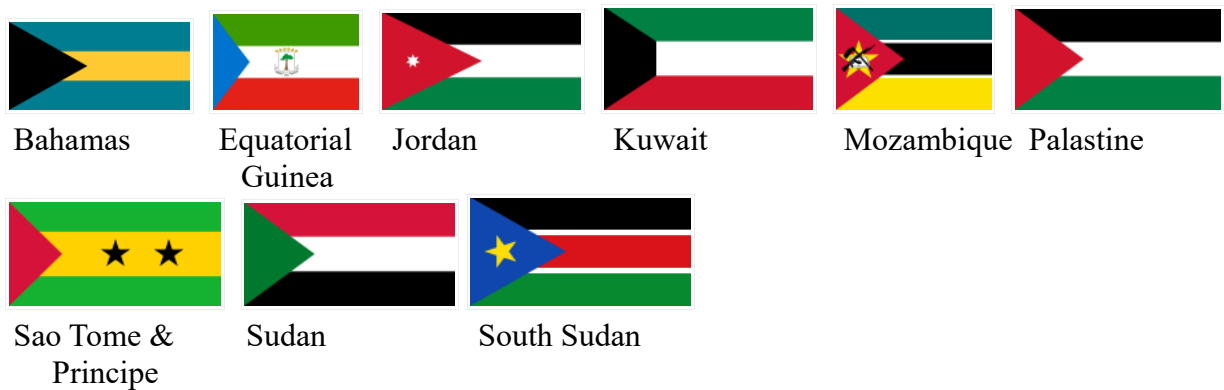 Bahamas Equatorial Guinea Jordan Kuwait Mozambique Palastine
Sao Tome & Principe Sudan South Sudan